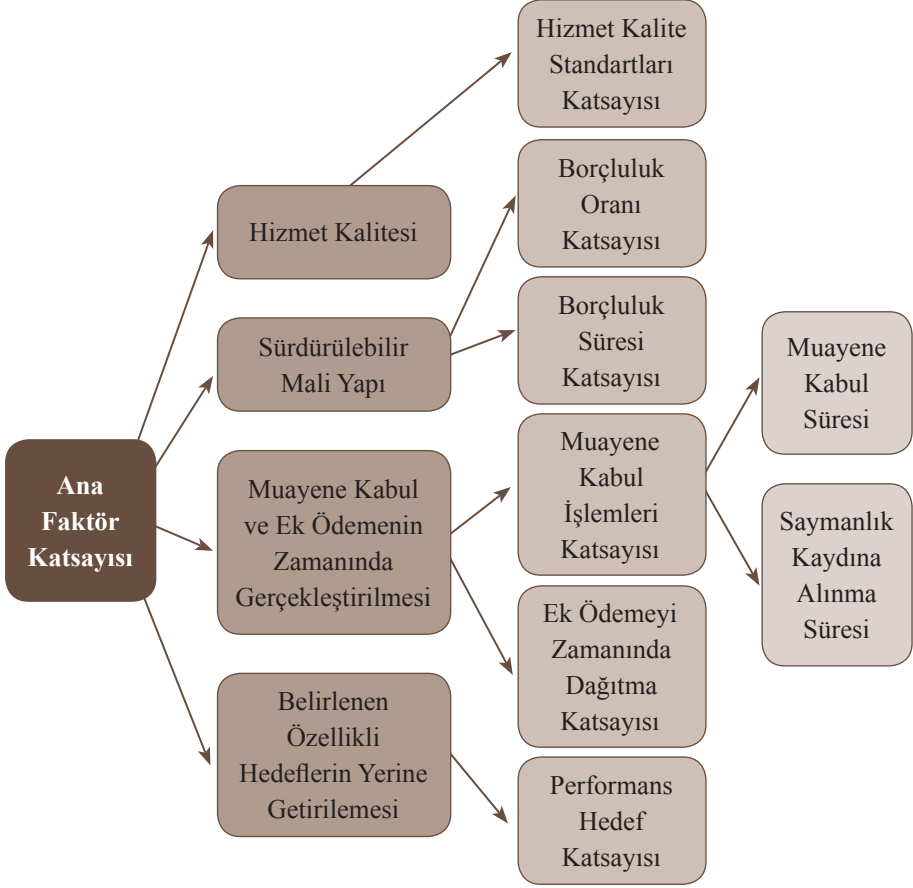 Ana
Faktör
Katsayısı
Hizmet Kalitesi
Sürdürülebilir
Mali Yapı
Muayene Kabul
ve Ek Ödemenin
Zamanında
Gerçekleştirilmesi
Belirlenen
Özellikli
Hedeflerin Yerine
Getirilemesi
Hizmet Kalite
Standartları
Katsayısı
Borçluluk
Oranı
Katsayısı
Borçluluk
Süresi
Katsayısı
Muayene
Kabul
İşlemleri
Katsayısı
Ek Ödemeyi
Zamanında
Dağıtma
Katsayısı
Performans
Hedef
Katsayısı
Muayene
Kabul
Süresi
Saymanlık
Kaydına
Alınma
Süresi